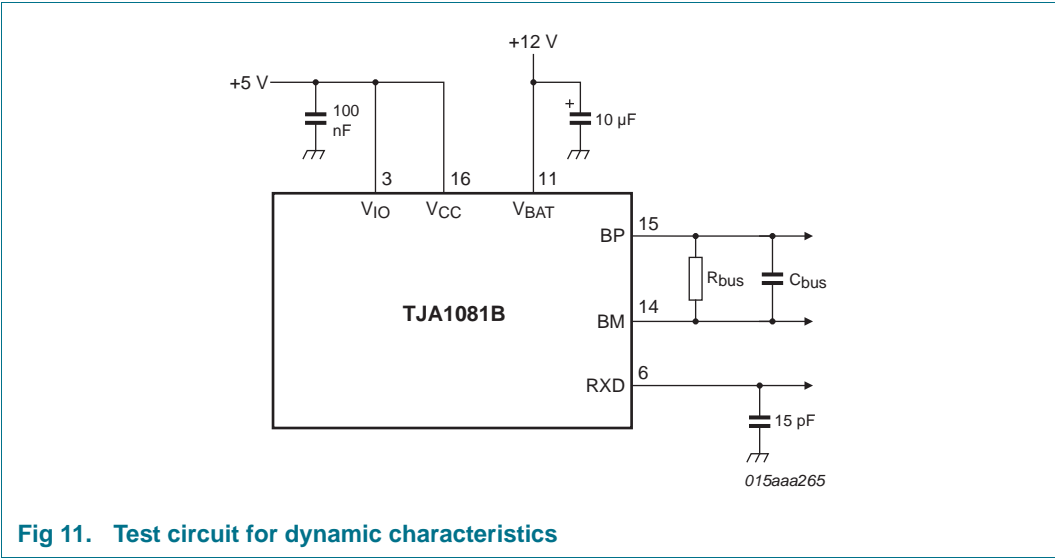 +12 V
+5 V
100
nF
+
10 µF
3
16
11
VIO
VCC
VBAT
15
BP
Rbus
Cbus
TJA1081B
14
BM
6
RXD
15 pF
015aaa265
Fig 11. Test circuit for dynamic characteristics